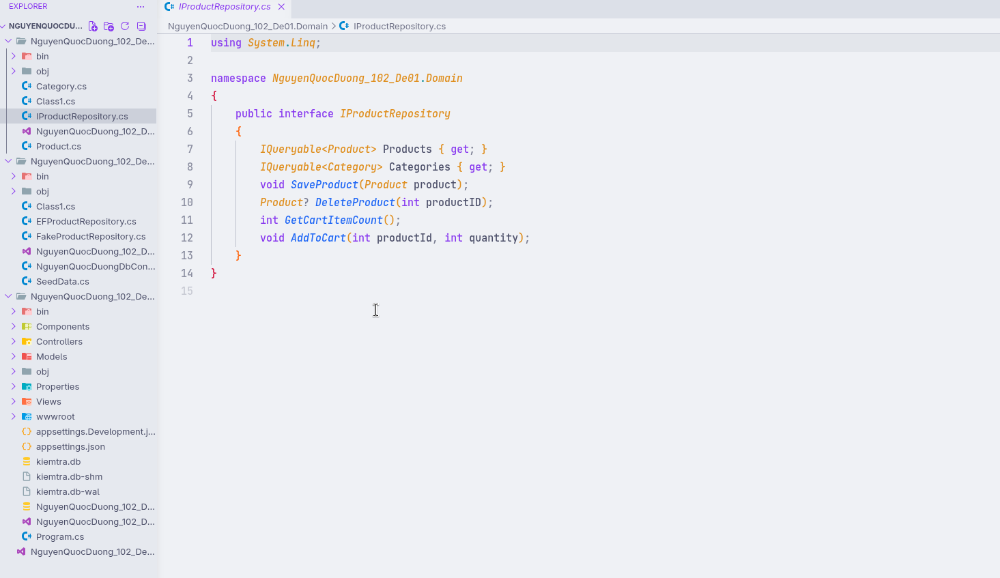 EXPLORER
NGUYENQUOCDU...
NguyenQuocDuong_102_De...
bin
obj
Category.cs
Class1.cs
IProductRepository.cs
NguyenQuocDuong_102_D...
Product.cs
NguyenQuocDuong_102_De...
bin
obj
Class1.cs
EFProductRepository.cs
FakeProductRepository.cs
NguyenQuocDuong_102_D...
NguyenQuocDuongDbCon...
SeedData.cs
NguyenQuocDuong_102_De...
bin
Components
Controllers
Models
obj
Properties
Views
wwwroot
appsettings.Development.j...
appsettings.json
kiemtra.db
kiemtra.db-shm
kiemtra.db-wal
NguyenQuocDuong_102_D...
NguyenQuocDuong_102_D...
Program.cs
NguyenQuocDuong_102_De...
IProductRepository.cs
NguyenQuocDuong_102_De01.Domain > IProductRepository.cs
1 using System.Linq;
2
3 namespace NguyenQuocDuong_102_De01.Domain
4 {
5 public interface IProductRepository
6 {
7 IQueryable<Product> Products { get; }
8 IQueryable<Category> Categories { get; }
9 void SaveProduct(Product product);
10 Product? DeleteProduct(int productID);
11 int GetCartItemCount();
12 void AddToCart(int productId, int quantity);
13 }
14 }
15